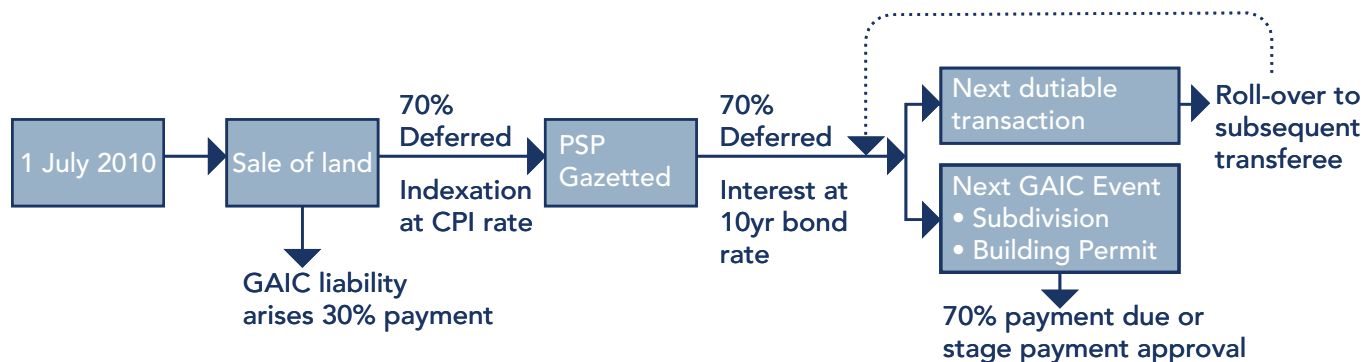 1 July 2010
Sale of land
GAIC liability
arises 30% payment
70%
Deferred
Indexation
at CPI rate
PSP
Gazetted
70%
Deferred
Interest at
10yr bond
rate
Next dutiable
transaction
Roll-over to
subsequent
transferee
Next GAIC Event
• Subdivision
• Building Permit
70% payment due or
stage payment approval